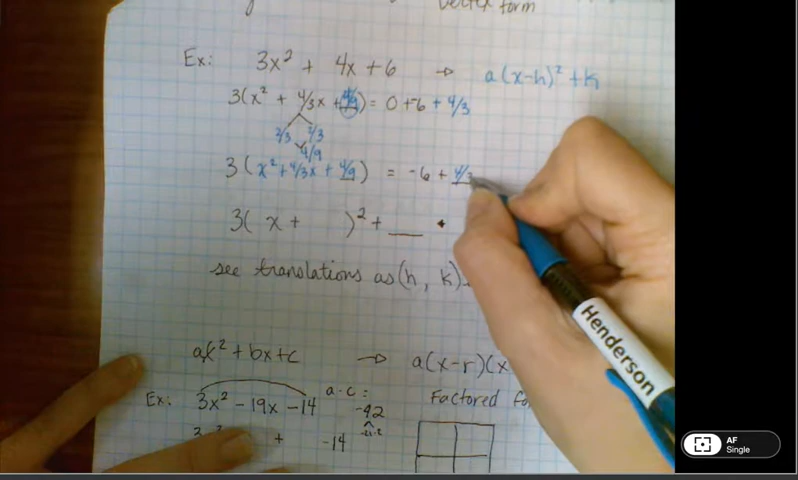 vertex form
Ex: 3x² + 4x + 6 → a(x-h)² + k
3(x² + 4/3x + 4/9) = 0 + -6 + 4/3
2/3 2/3
4/9
3(x² + 4/3x + 4/9) = -6 + 4/3
3( x + )² + ___
see translations as (h, k)
ax² + bx + c → a(x-r)(x
Ex: 3x² - 19x - 14 a·c: Factored
-42
-21·2
+ -14
Henderson
AF
Single